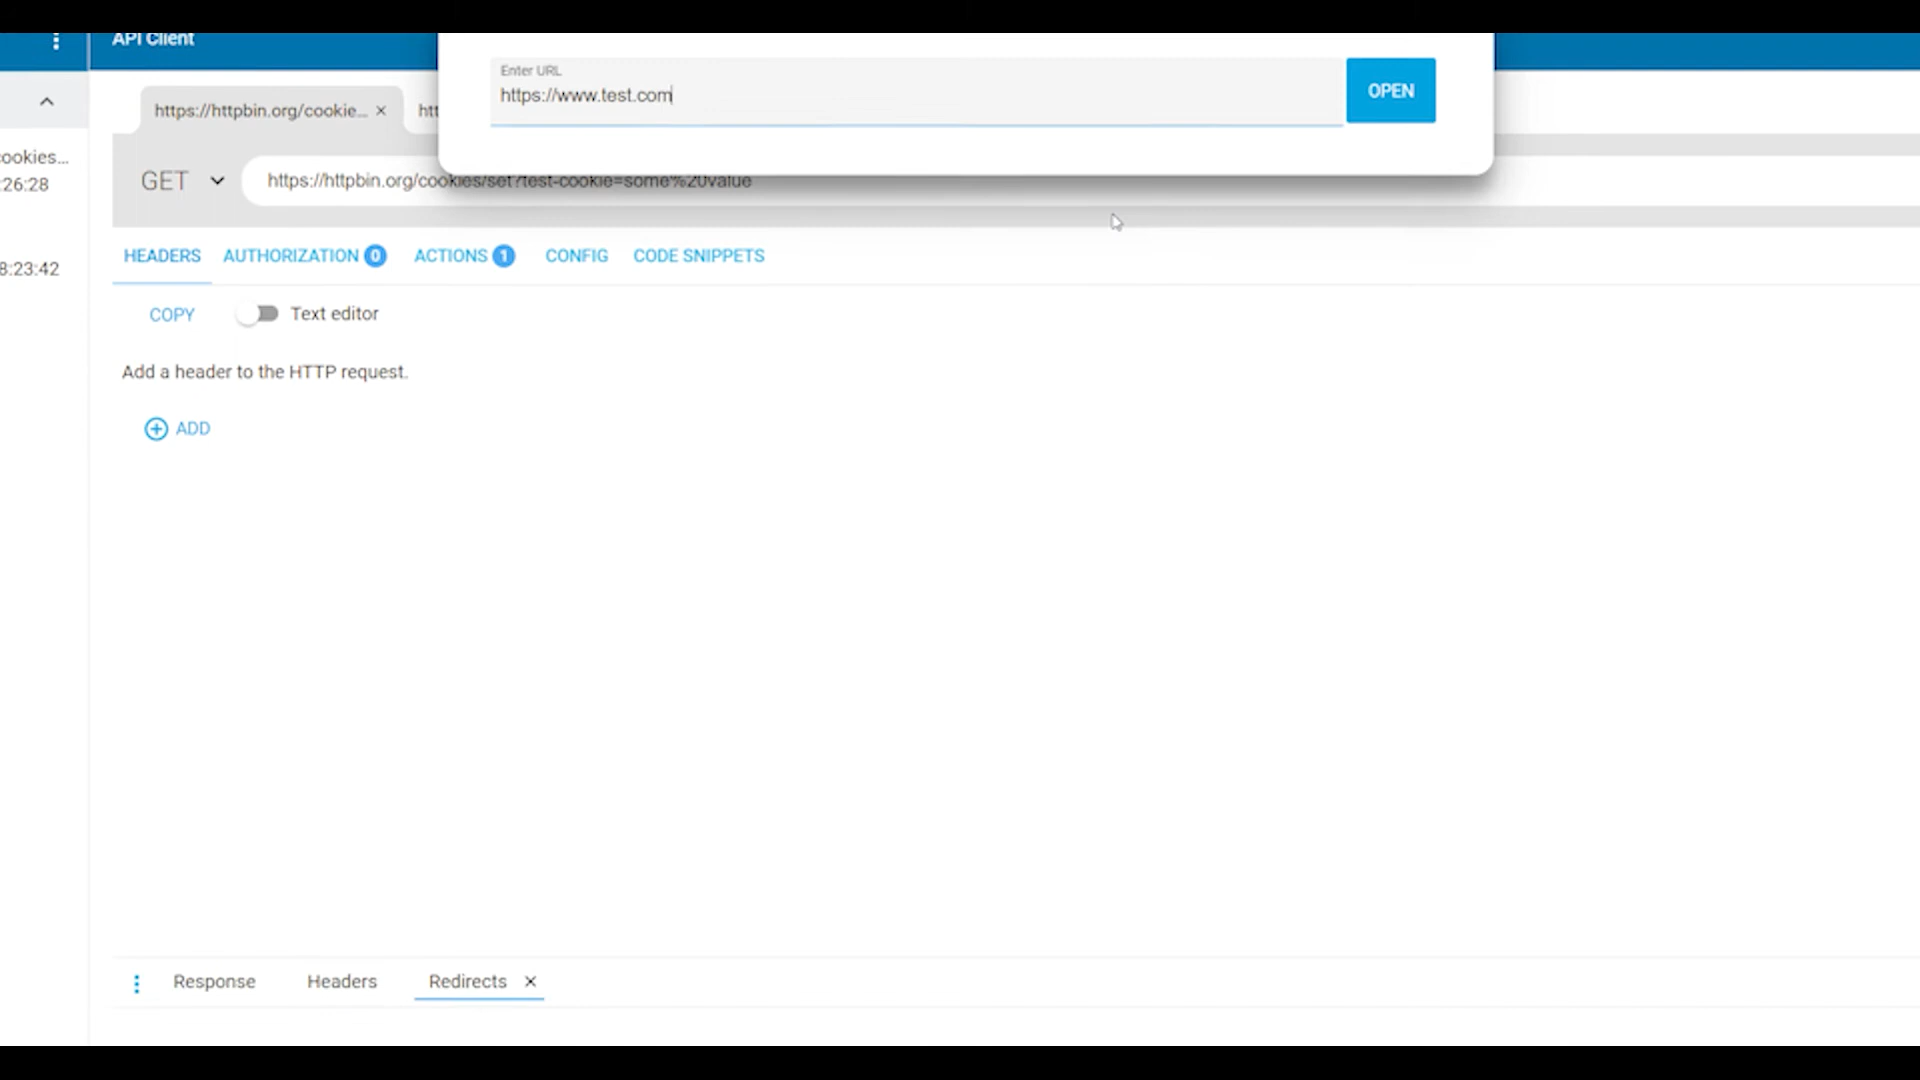 API Client
Enter URL
https://www.test.com
OPEN
https://httpbin.org/cookie...
htt
ookies...
:26:28
GET
https://httpbin.org/cookies/set?test-cookie=some%20value
HEADERS
AUTHORIZATION 0
ACTIONS 1
CONFIG
CODE SNIPPETS
8:23:42
COPY
Text editor
Add a header to the HTTP request.
ADD
Response
Headers
Redirects